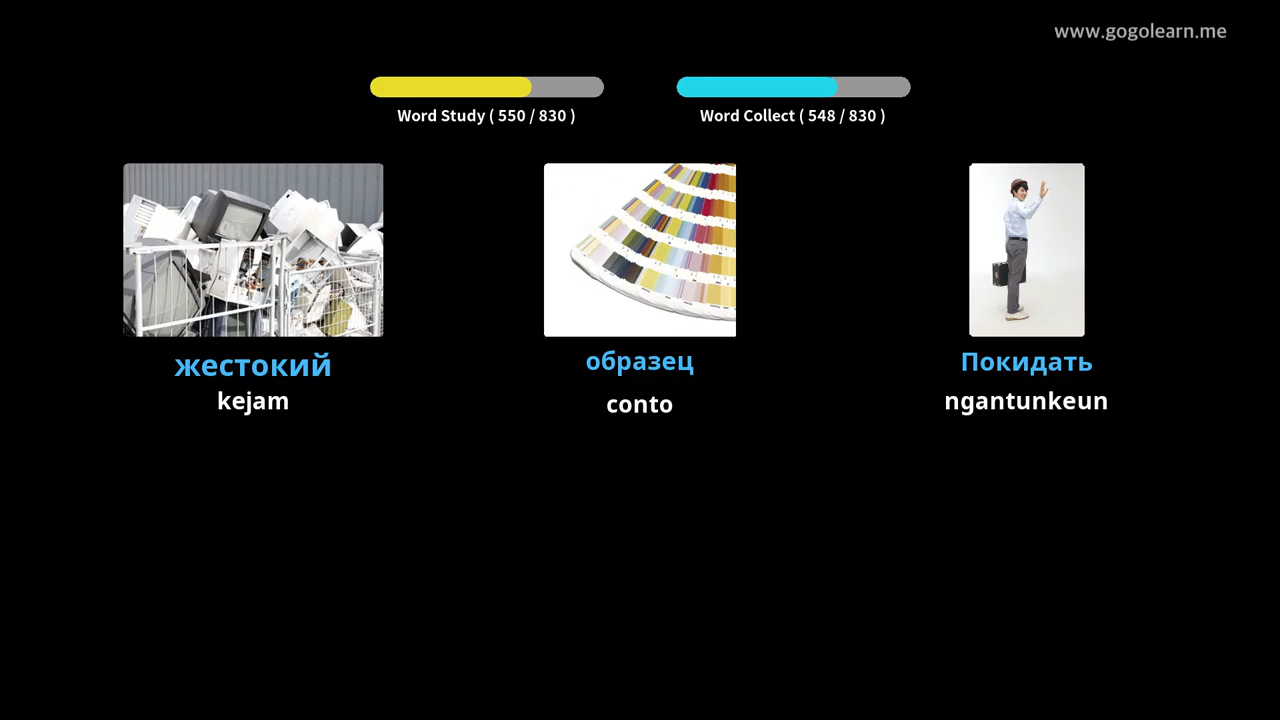 www.gogolearn.me
Word Study ( 550 / 830 )
Word Collect ( 548 / 830 )
жестокий
kejam
образец
conto
Покидать
ngantunkeun